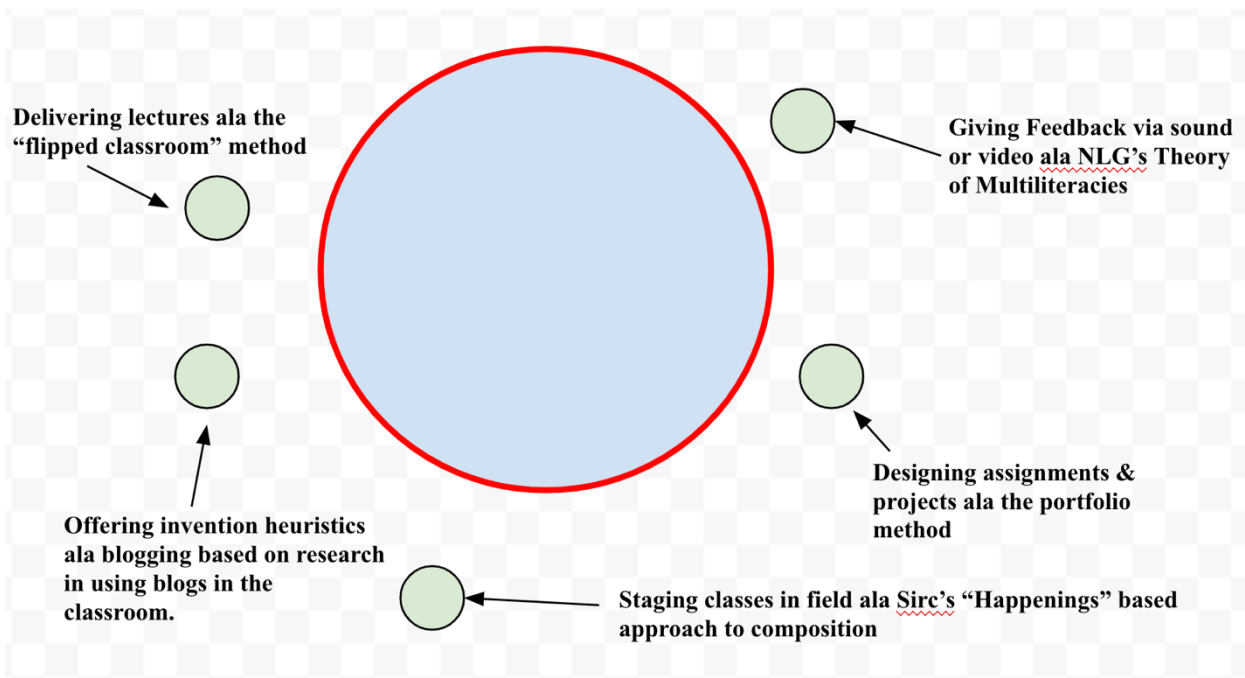 Delivering lectures ala the
“flipped classroom” method
Giving Feedback via sound
or video ala NLG’s Theory
of Multiliteracies
Designing assignments &
projects ala the portfolio
method
Offering invention heuristics
ala blogging based on research
in using blogs in the
classroom.
Staging classes in field ala Sirc’s “Happenings” based
approach to composition